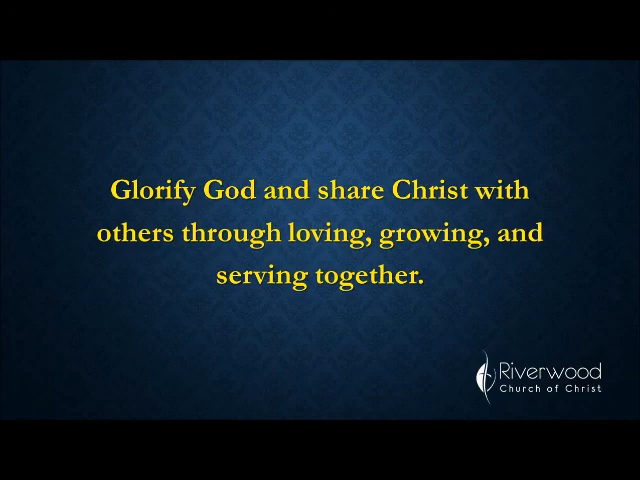 Glorify God and share Christ with
others through loving, growing, and
serving together.
Riverwood
Church of Christ